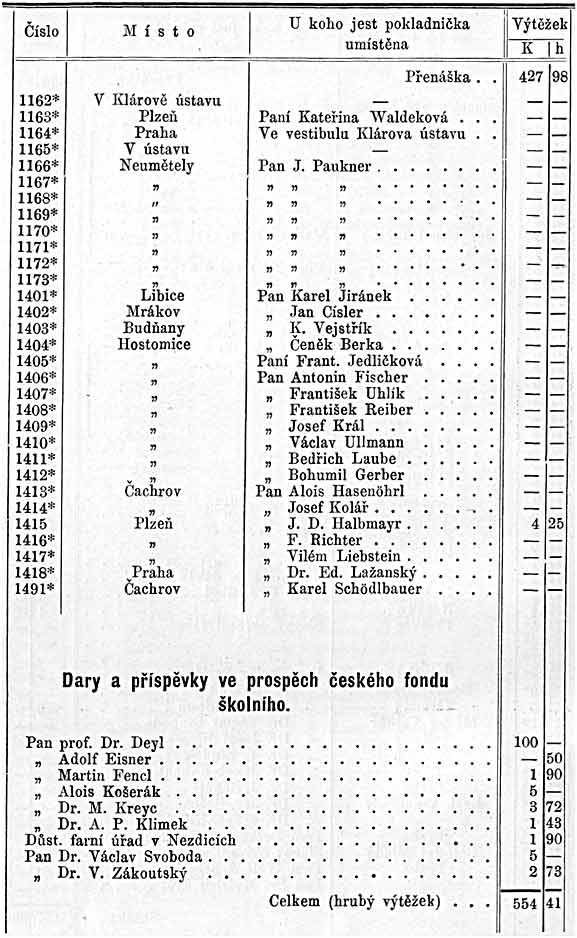 Číslo Místo U koho jest pokladnička umístěna Výtěžek
K h
Přenáška . . 427 98
1162* V Klárově ústavu — — —
1163* Plzeň Paní Kateřina Waldeková . . . — —
1164* Praha Ve vestibulu Klárova ústavu . . — —
1165* V ústavu — — —
1166* Neumětely Pan J. Paukner . . . . . . . . — —
1167* „ „ „ „ . . . . . . . . — —
1168* „ „ „ „ . . . . . . . . — —
1169* „ „ „ „ . . . . . . . . — —
1170* „ „ „ „ . . . . . . . . — —
1171* „ „ „ „ . . . . . . . . — —
1172* „ „ „ „ . . . . . . . . — —
1173* „ „ „ „ . . . . . . . . — —
1401* Libice Pan Karel Jiránek . . . . . . — —
1402* Mrákov „ Jan Císler . . . . . . . . — —
1403* Budňany „ K. Vejstřík . . . . . . . — —
1404* Hostomice „ Čeněk Berka . . . . . . . — —
1405* „ Paní Frant. Jedličková . . . . . — —
1406* „ Pan Antonin Fischer . . . . . — —
1407* „ „ František Uhlík . . . . . — —
1408* „ „ František Reiber . . . . . — —
1409* „ „ Josef Král . . . . . . . — —
1410* „ „ Václav Ullmann . . . . . — —
1411* „ „ Bedřich Laube . . . . . . — —
1412* „ „ Bohumil Gerber . . . . . — —
1413* Čachrov Pan Alois Hasenöhrl . . . . . — —
1414* „ „ Josef Kolář . . . . . . . — —
1415 Plzeň „ J. D. Halbmayr . . . . . . 4 25
1416* „ „ F. Richter . . . . . . . — —
1417* „ „ Vilém Liebstein . . . . . . — —
1418* Praha „ Dr. Ed. Lažanský . . . . . — —
1491* Čachrov „ Karel Schödlbauer . . . . — —
Dary a příspěvky ve prospěch českého fondu
školního.
Pan prof. Dr. Deyl . . . . . . . . . . . . . . . . 100 —
„ Adolf Eisner . . . . . . . . . . . . . . . . . — 50
„ Martin Fencl . . . . . . . . . . . . . . . . . 1 90
„ Alois Košerák . . . . . . . . . . . . . . . . 5 —
„ Dr. M. Kreyc . . . . . . . . . . . . . . . . . 3 72
„ Dr. A. P. Klimek . . . . . . . . . . . . . . . 1 43
Důst. farní úřad v Nezdicích . . . . . . . . . . . . 1 90
Pan Dr. Václav Svoboda . . . . . . . . . . . . . . . 5 —
„ Dr. V. Zákoutský . . . . . . . . . . . . . . . 2 73
Celkem (hrubý výtěžek) . . . 554 41